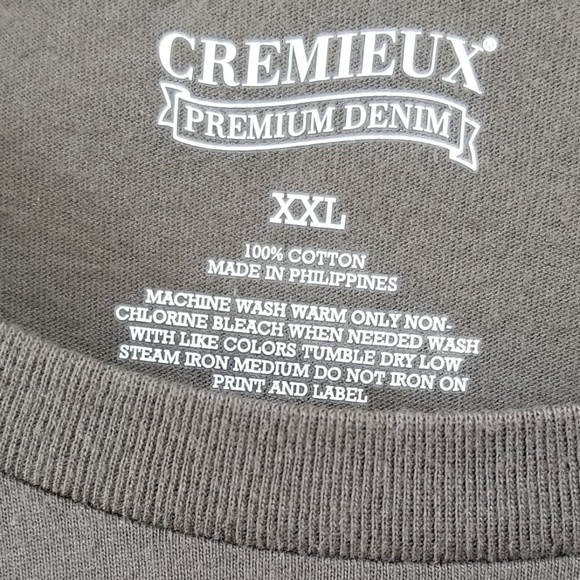 CREMIEUX®
PREMIUM DENIM
XXL
100% COTTON
MADE IN PHILIPPINES
MACHINE WASH WARM ONLY NON-
CHLORINE BLEACH WHEN NEEDED WASH
WITH LIKE COLORS TUMBLE DRY LOW
STEAM IRON MEDIUM DO NOT IRON ON
PRINT AND LABEL